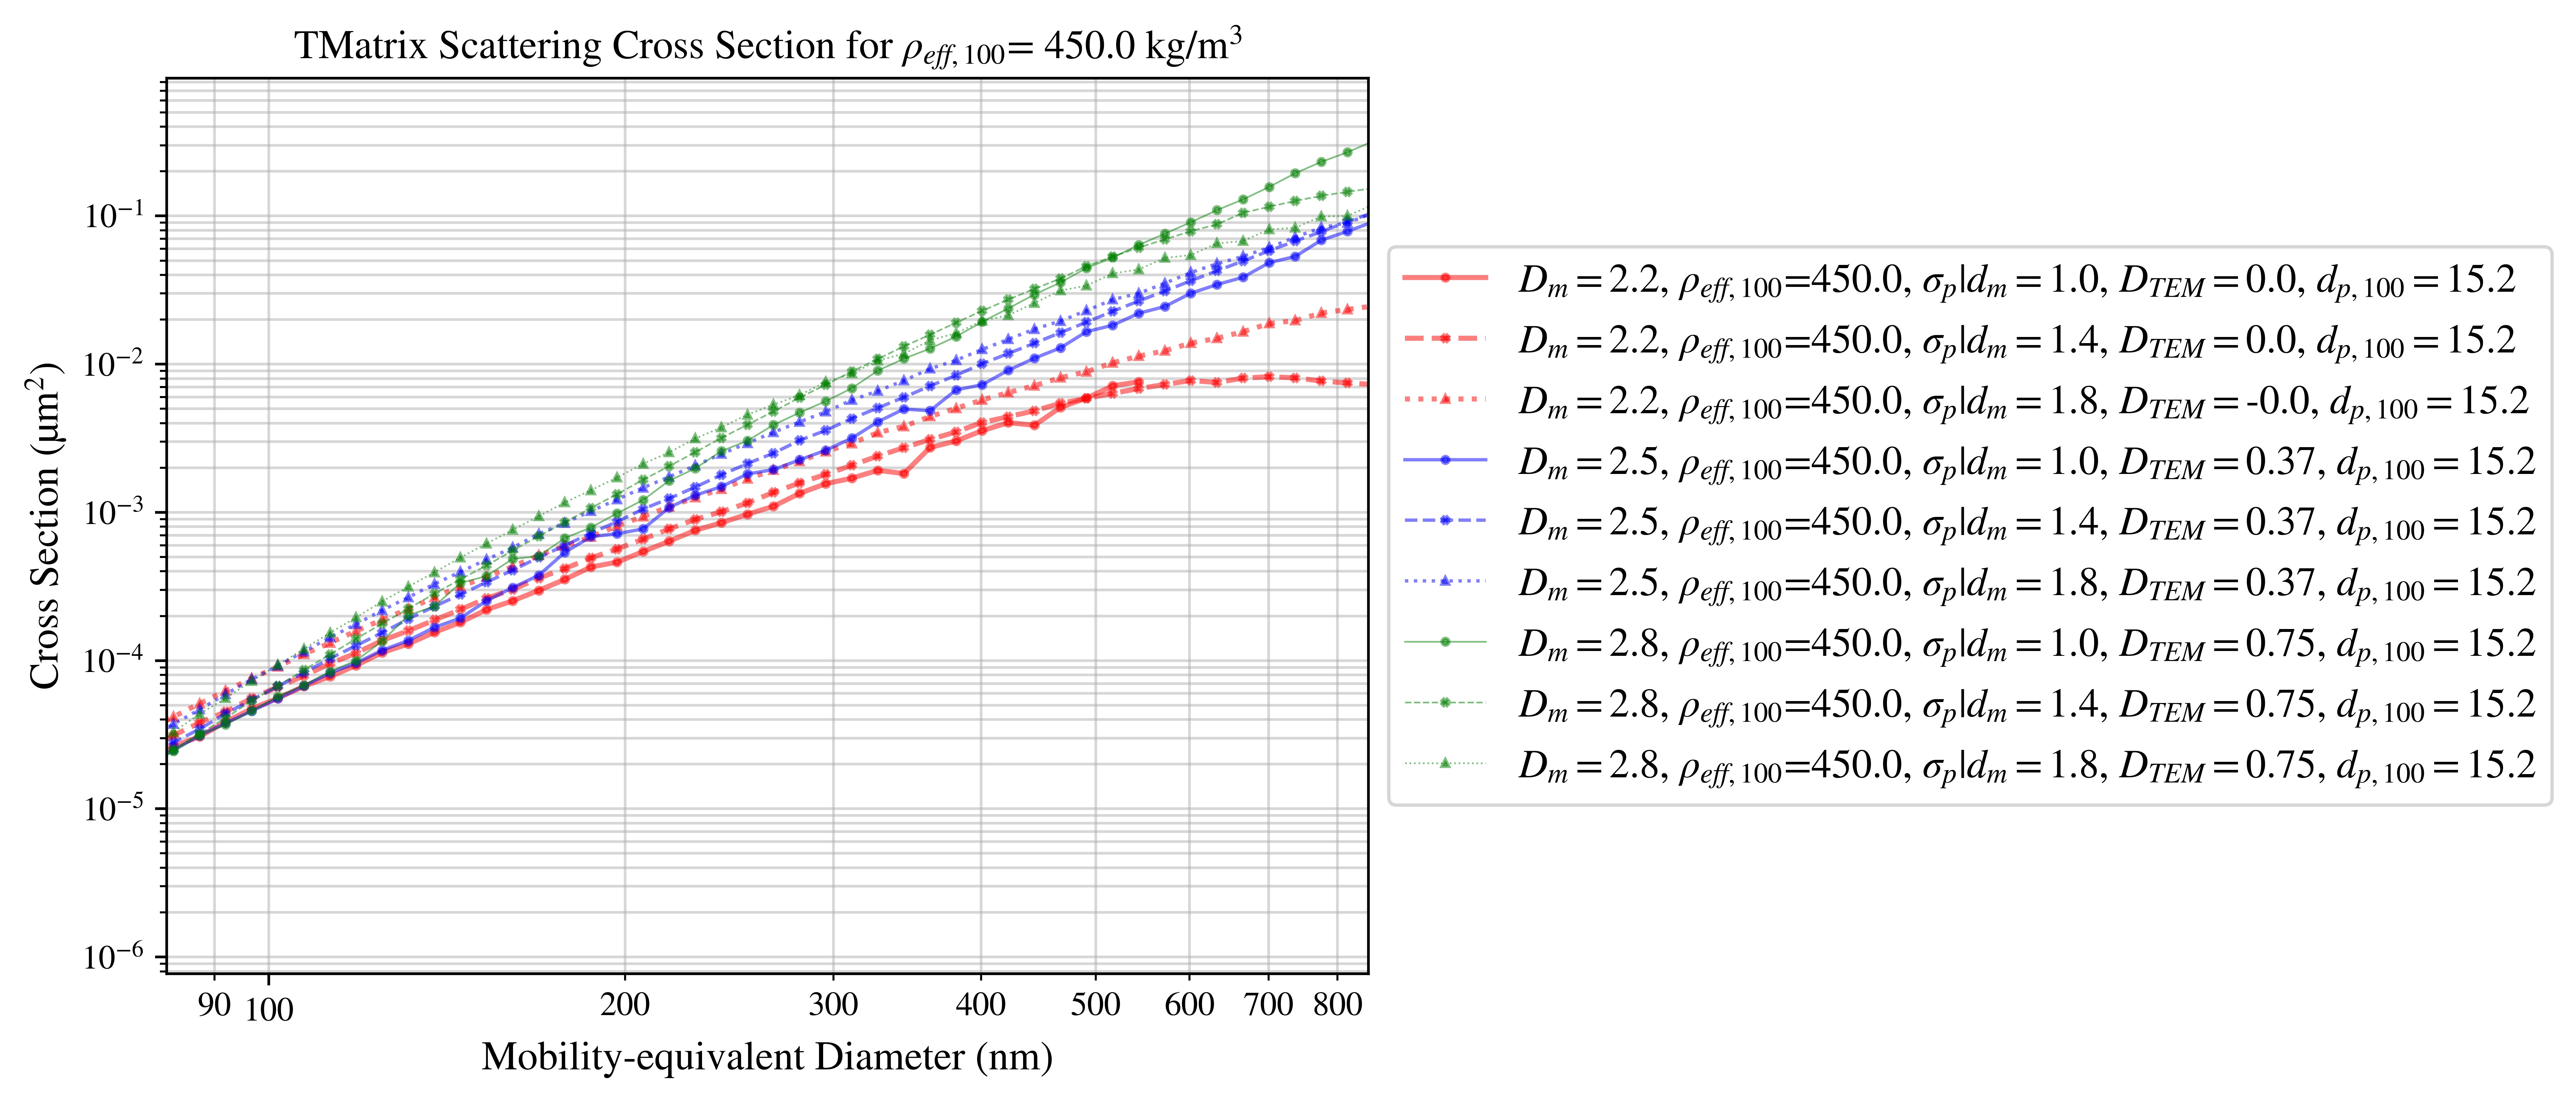 TMatrix Scattering Cross Section for ρeff,100= 450.0 kg/m³
Cross Section (μm²)
10⁻¹
10⁻²
10⁻³
10⁻⁴
10⁻⁵
10⁻⁶
90 100 200 300 400 500 600 700 800
Mobility-equivalent Diameter (nm)
Dm = 2.2, ρeff,100=450.0, σp|dm = 1.0, DTEM = 0.0, dp,100 = 15.2
Dm = 2.2, ρeff,100=450.0, σp|dm = 1.4, DTEM = 0.0, dp,100 = 15.2
Dm = 2.2, ρeff,100=450.0, σp|dm = 1.8, DTEM = -0.0, dp,100 = 15.2
Dm = 2.5, ρeff,100=450.0, σp|dm = 1.0, DTEM = 0.37, dp,100 = 15.2
Dm = 2.5, ρeff,100=450.0, σp|dm = 1.4, DTEM = 0.37, dp,100 = 15.2
Dm = 2.5, ρeff,100=450.0, σp|dm = 1.8, DTEM = 0.37, dp,100 = 15.2
Dm = 2.8, ρeff,100=450.0, σp|dm = 1.0, DTEM = 0.75, dp,100 = 15.2
Dm = 2.8, ρeff,100=450.0, σp|dm = 1.4, DTEM = 0.75, dp,100 = 15.2
Dm = 2.8, ρeff,100=450.0, σp|dm = 1.8, DTEM = 0.75, dp,100 = 15.2